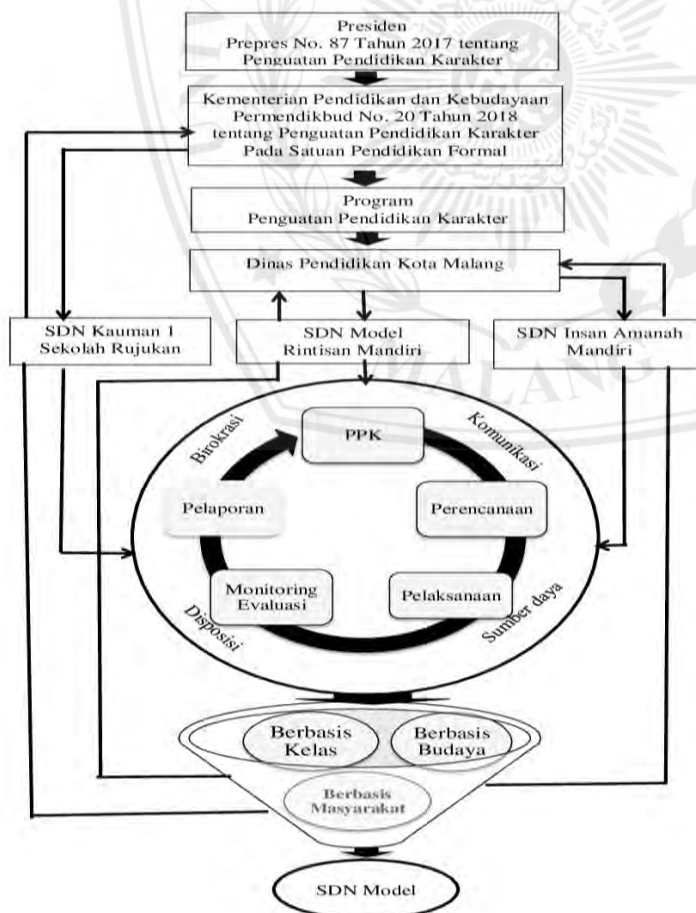 Presiden
Prepres No. 87 Tahun 2017 tentang
Penguatan Pendidikan Karakter
Kementerian Pendidikan dan Kebudayaan
Permendikbud No. 20 Tahun 2018
tentang Penguatan Pendidikan Karakter
Pada Satuan Pendidikan Formal
Program
Penguatan Pendidikan Karakter
Dinas Pendidikan Kota Malang
SDN Kauman 1
Sekolah Rujukan
SDN Model
Rintisan Mandiri
SDN Insan Amanah
Mandiri
MALANG
Birokrasi
PPK
Komunikasi
Pelaporan
Perencanaan
Monitoring
Evaluasi
Pelaksanaan
Disposisi
Sumber daya
Berbasis
Kelas
Berbasis
Budaya
Berbasis
Masyarakat
SDN Model